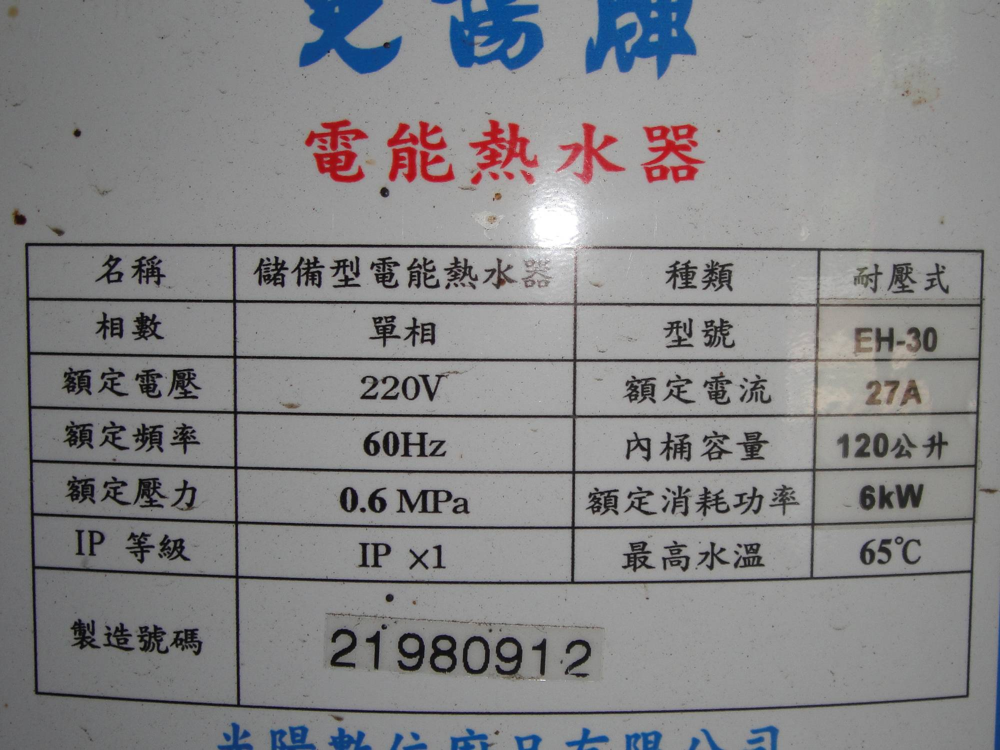 電能熱水器
名稱 儲備型電能熱水器 種類 耐壓式
相數 單相 型號 EH-30
額定電壓 220V 額定電流 27A
額定頻率 60Hz 內桶容量 120公升
額定壓力 0.6 MPa 額定消耗功率 6kW
IP 等級 IP ×1 最高水溫 65℃
製造號碼 21980912